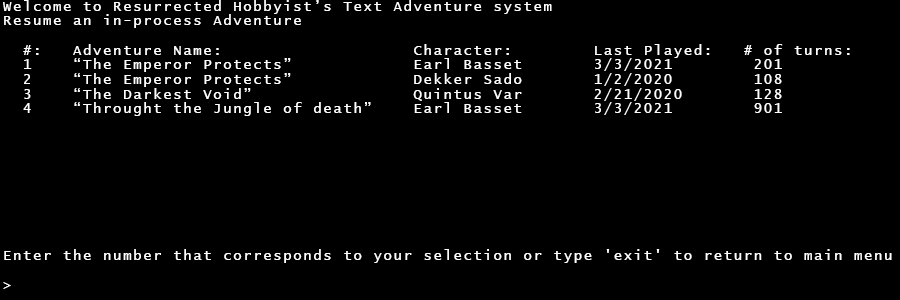 Welcome to Resurrected Hobbyist’s Text Adventure system
Resume an in-process Adventure
#: Adventure Name: Character: Last Played: # of turns:
1 “The Emperor Protects” Earl Basset 3/3/2021 201
2 “The Emperor Protects” Dekker Sado 1/2/2020 108
3 “The Darkest Void” Quintus Var 2/21/2020 128
4 “Throught the Jungle of death” Earl Basset 3/3/2021 901
Enter the number that corresponds to your selection or type 'exit' to return to main menu
>